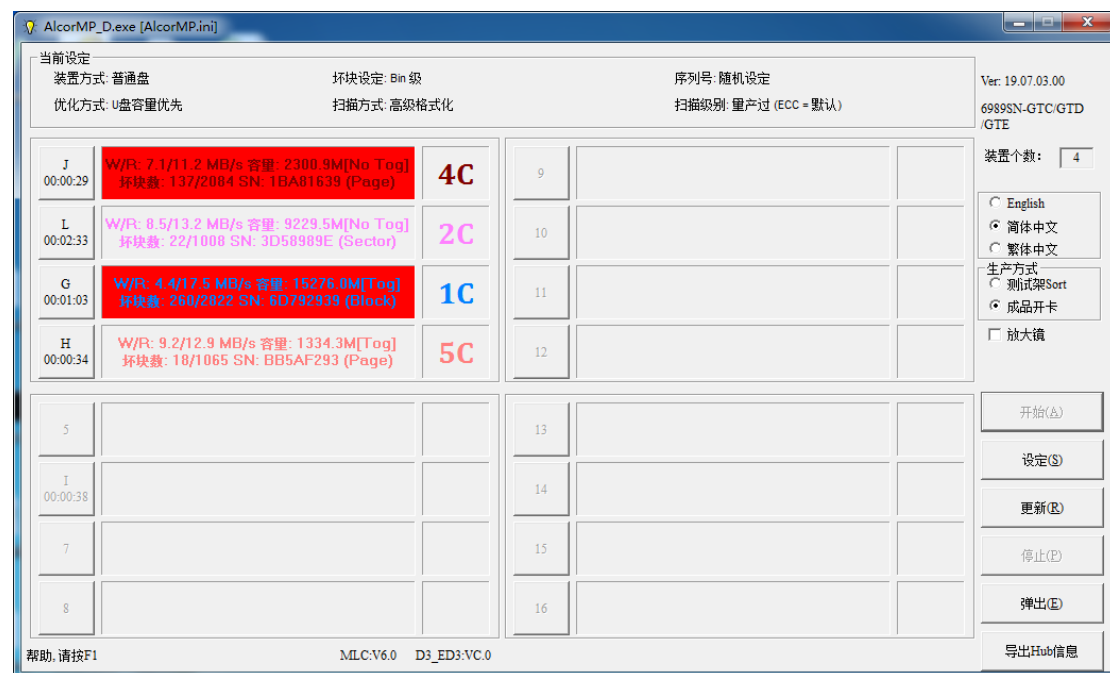 AlcorMP_D.exe [AlcorMP.ini]
当前设定
装置方式: 普通盘
坏块设定: Bin 级
序列号: 随机设定
优化方式: U盘容量优先
扫描方式: 高级格式化
扫描级别: 量产过 (ECC = 默认)
Ver: 19.07.03.00
6989SN-GTC/GTD
/GTE
装置个数: 4
J
00:00:29
W/R: 7.1/11.2 MB/s 容量: 2300.9M[No Tog]
坏块数: 137/2084 SN: 1BA81639 (Page)
4C
L
00:02:33
W/R: 8.5/13.2 MB/s 容量: 9229.5M[No Tog]
坏块数: 22/1008 SN: 3D58989E (Sector)
2C
G
00:01:03
W/R: 4.4/17.5 MB/s 容量: 15276.0M[Tog]
坏块数: 260/2822 SN: 6D792939 (Block)
1C
H
00:00:34
W/R: 9.2/12.9 MB/s 容量: 1334.3M[Tog]
坏块数: 18/1065 SN: BB5AF293 (Page)
5C
9
10
11
12
5
I
00:00:38
7
8
13
14
15
16
English
简体中文
繁体中文
生产方式
测试架Sort
成品开卡
放大镜
开始(A)
设定(S)
更新(R)
停止(P)
弹出(E)
导出Hub信息
帮助, 请按F1
MLC:V6.0 D3_ED3:VC.0